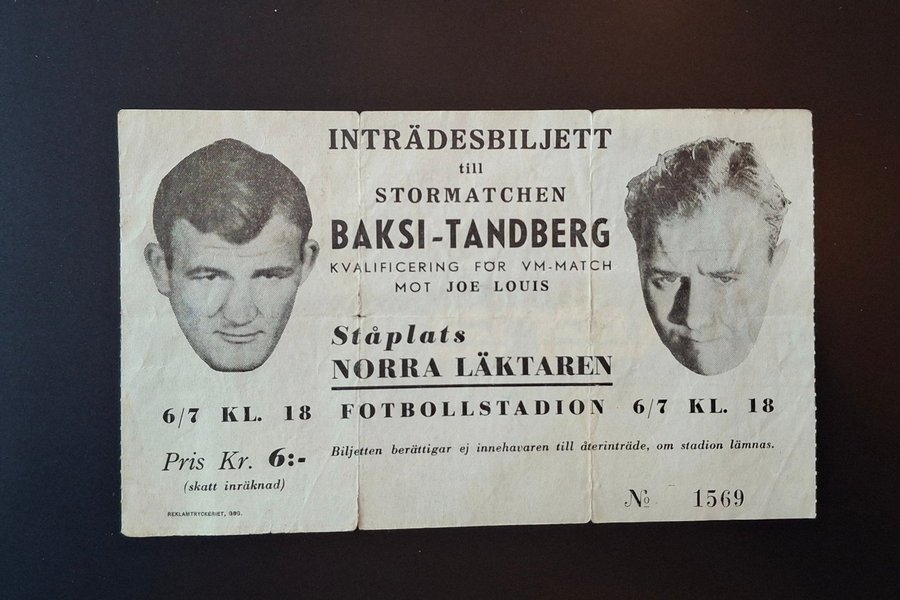 INTRÄDESBILJETT
till
STORMATCHEN
BAKSI-TANDBERG
KVALIFICERING FÖR VM-MATCH
MOT JOE LOUIS
Ståplats
NORRA LÄKTAREN
6/7 KL. 18 FOTBOLLSTADION 6/7 KL. 18
Pris Kr. 6:-
(skatt inräknad)
Biljetten berättigar ej innehavaren till återinträde, om stadion lämnas.
No 1569
REKLAMTRYCKERIET, GBG.